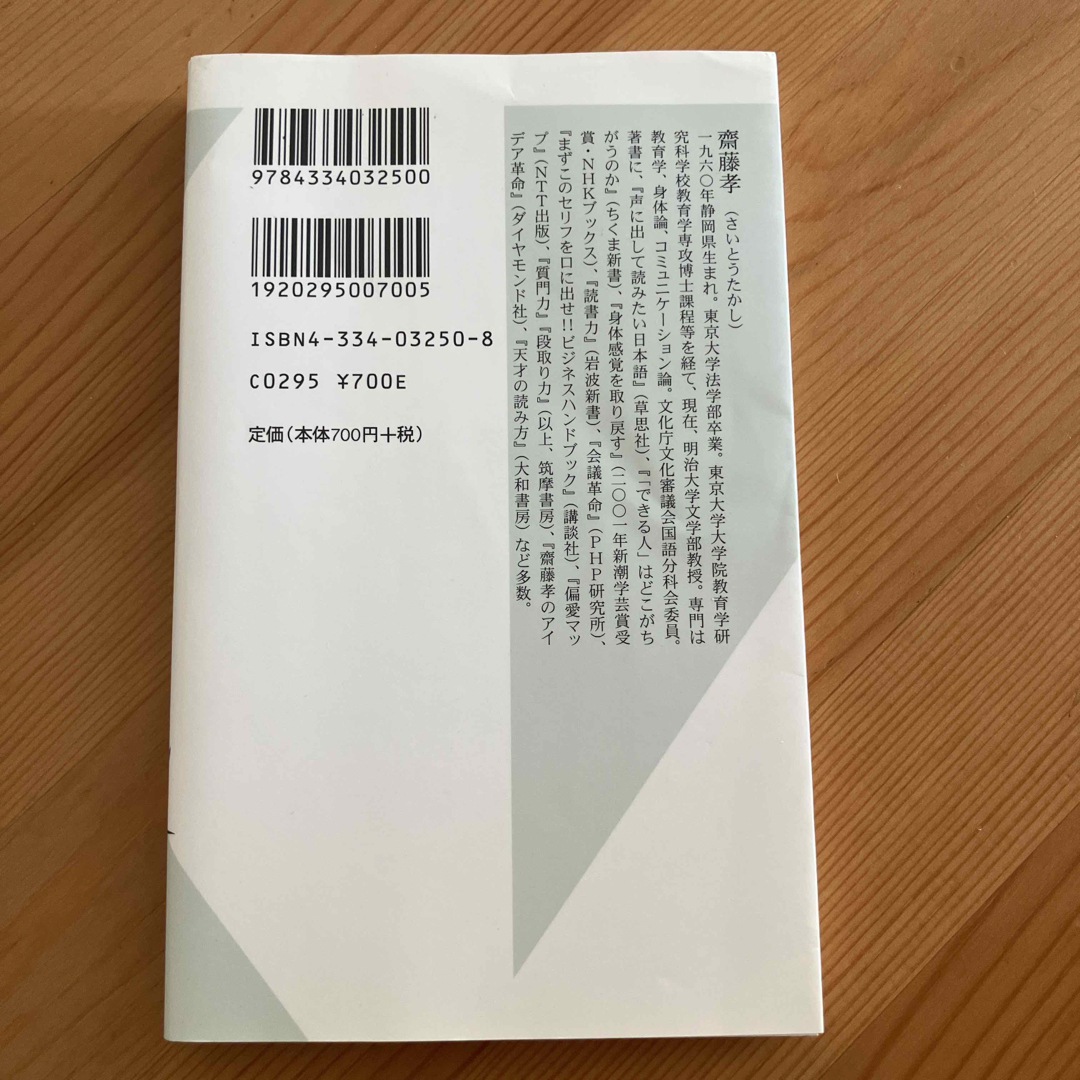 9784334032500
1920295007005
ISBN4-334-03250-8
C0295 ¥700E
定価(本体700円+税)
齋藤孝(さいとうたかし)
一九六〇年静岡県生まれ。東京大学法学部卒業。東京大学大学院教育学研
究科学校教育学専攻博士課程等を経て、現在、明治大学文学部教授。専門は
教育学、身体論、コミュニケーション論。文化庁文化審議会国語分科会委員。
著書に、『声に出して読みたい日本語』(草思社)、『「できる人」はどこがち
がうのか』(ちくま新書)、『身体感覚を取り戻す』(二〇〇一年新潮学芸賞受
賞・NHKブックス)、『読書力』(岩波新書)、『会議革命』(PHP研究所)、
『まずこのセリフを口に出せ!!ビジネスハンドブック』(講談社)、『偏愛マッ
プ』(NTT出版)、『質問力』『段取り力』(以上、筑摩書房)、『齋藤孝のアイ
デア革命』(ダイヤモンド社)、『天才の読み方』(大和書房)など多数。